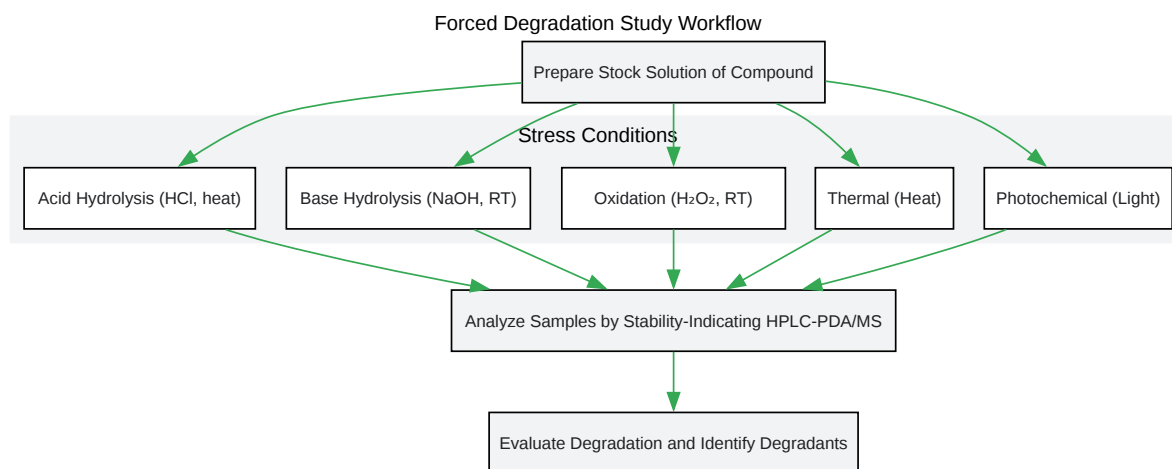 Forced Degradation Study Workflow
Prepare Stock Solution of Compound
Stress Conditions
Acid Hydrolysis (HCl, heat)
Base Hydrolysis (NaOH, RT)
Oxidation (H₂O₂, RT)
Thermal (Heat)
Photochemical (Light)
Analyze Samples by Stability-Indicating HPLC-PDA/MS
Evaluate Degradation and Identify Degradants